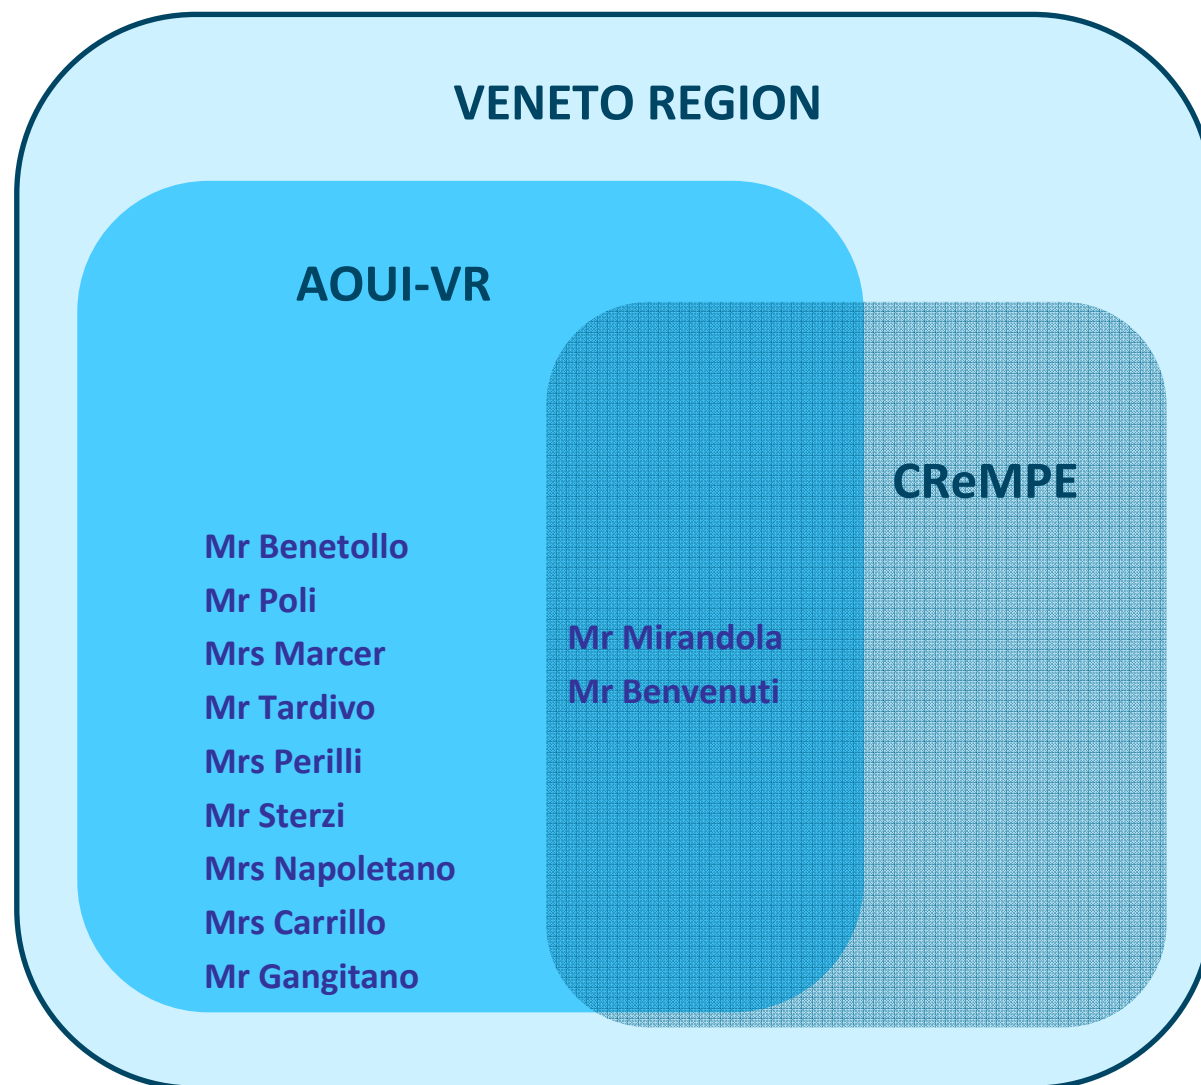 VENETO REGION
AOUI-VR
CReMPE
Mr Benetollo
Mr Poli
Mrs Marcer
Mr Tardivo
Mrs Perilli
Mr Sterzi
Mrs Napoletano
Mrs Carrillo
Mr Gangitano
Mr Mirandola
Mr Benvenuti